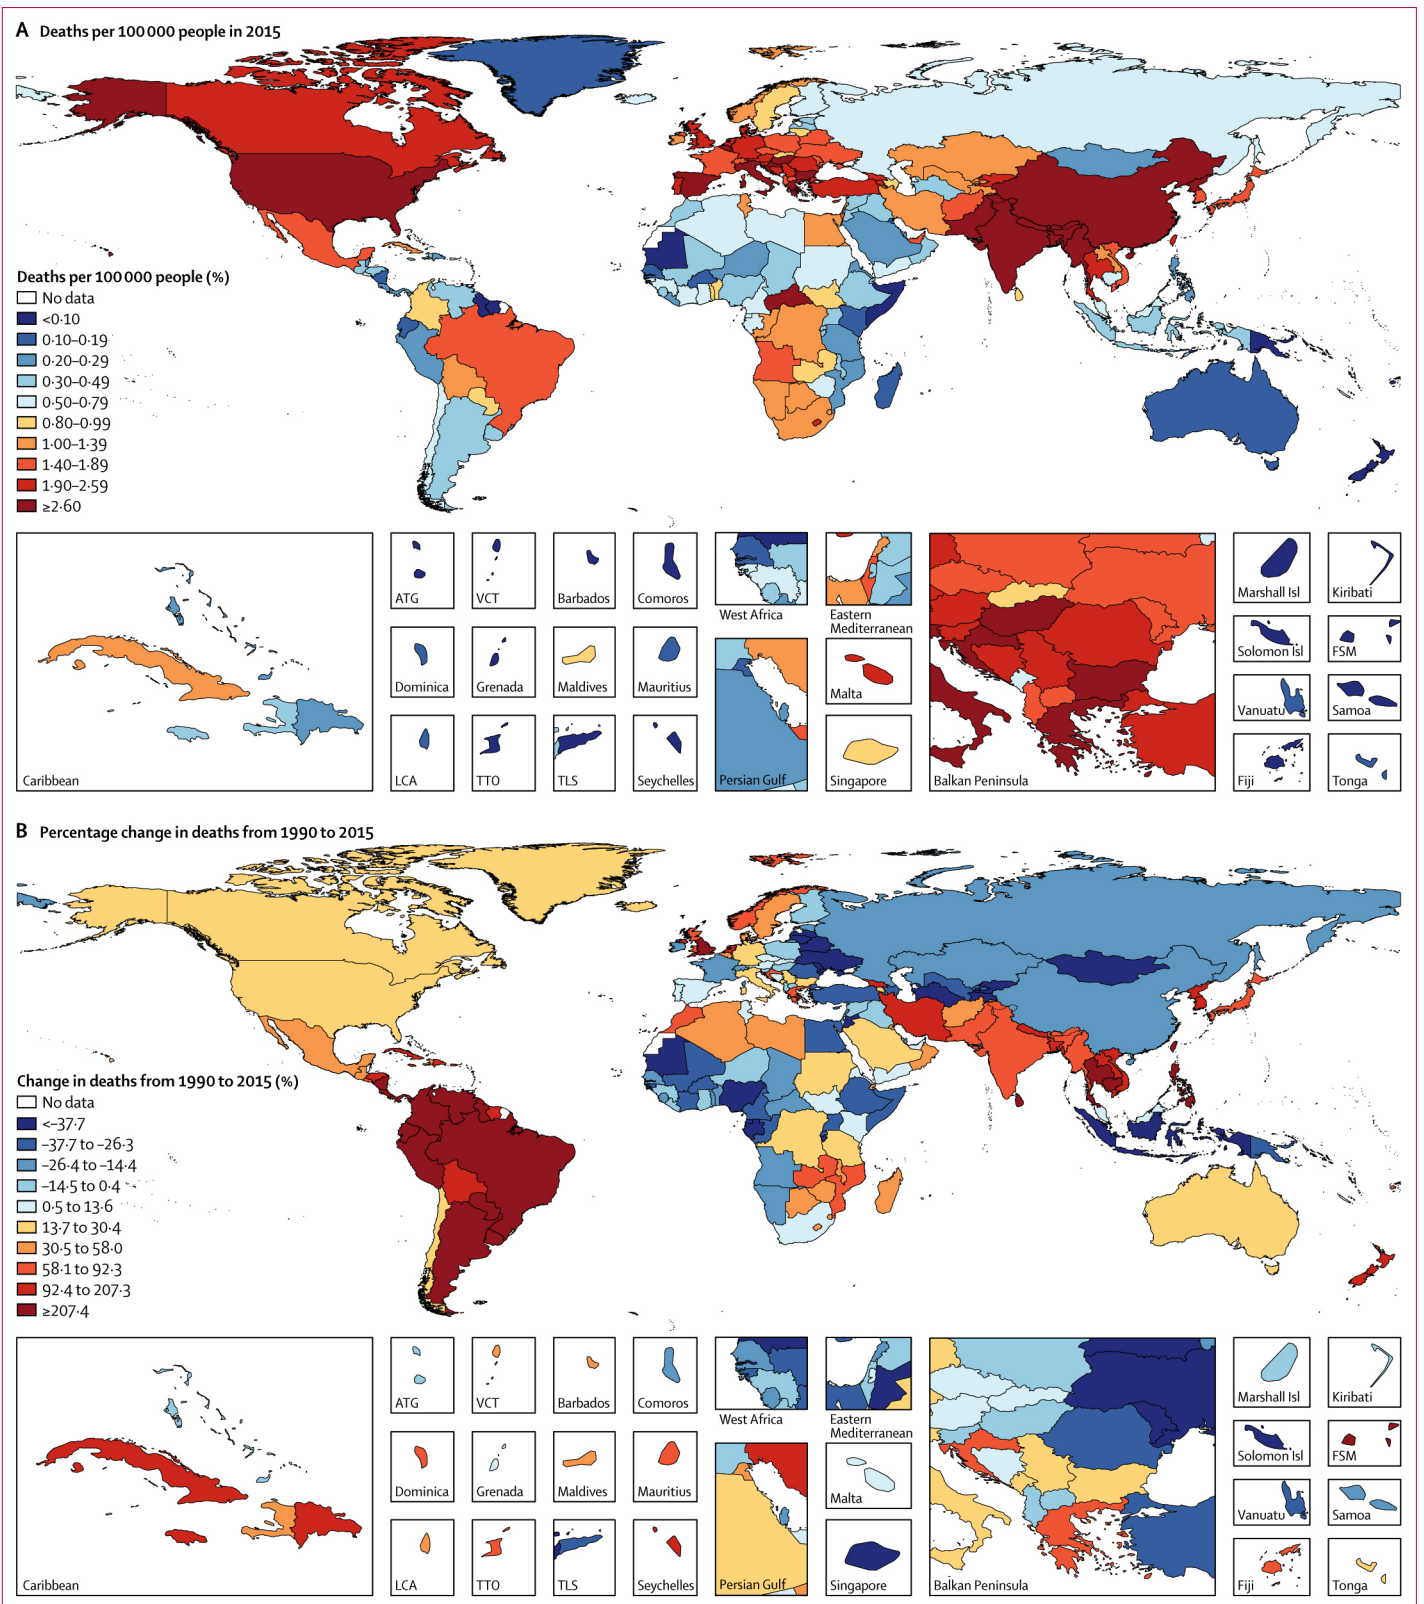 A Deaths per 100 000 people in 2015
Deaths per 100 000 people (%)
No data
<0·10
0·10–0·19
0·20–0·29
0·30–0·49
0·50–0·79
0·80–0·99
1·00–1·39
1·40–1·89
1·90–2·59
≥2·60
Caribbean
ATG
VCT
Barbados
Comoros
Dominica
Grenada
Maldives
Mauritius
LCA
TTO
TLS
Seychelles
West Africa
Eastern
Mediterranean
Persian Gulf
Malta
Singapore
Balkan Peninsula
Marshall Isl
Kiribati
Solomon Isl
FSM
Vanuatu
Samoa
Fiji
Tonga
B Percentage change in deaths from 1990 to 2015
Change in deaths from 1990 to 2015 (%)
No data
<–37·7
–37·7 to –26·3
–26·4 to –14·4
–14·5 to 0·4
0·5 to 13·6
13·7 to 30·4
30·5 to 58·0
58·1 to 92·3
92·4 to 207·3
≥207·4
Caribbean
ATG
VCT
Barbados
Comoros
Dominica
Grenada
Maldives
Mauritius
LCA
TTO
TLS
Seychelles
West Africa
Eastern
Mediterranean
Persian Gulf
Malta
Singapore
Balkan Peninsula
Marshall Isl
Kiribati
Solomon Isl
FSM
Vanuatu
Samoa
Fiji
Tonga